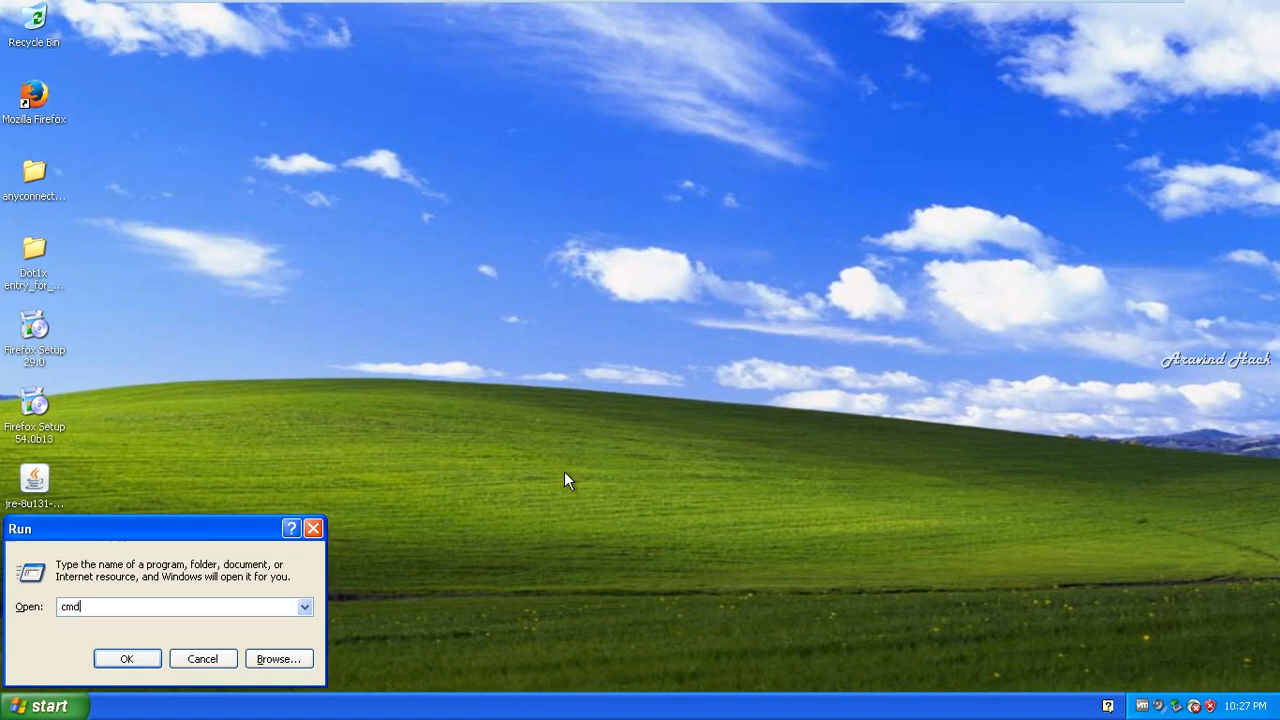 Recycle Bin
Mozilla Firefox
anyconnect...
Dot1x
entry_for_...
Firefox Setup
29.0
Firefox Setup
54.0b13
jre-8u131-...
Aravind Hack
Run
Type the name of a program, folder, document, or
Internet resource, and Windows will open it for you.
Open: cmd
OK Cancel Browse...
start
vm
10:27 PM